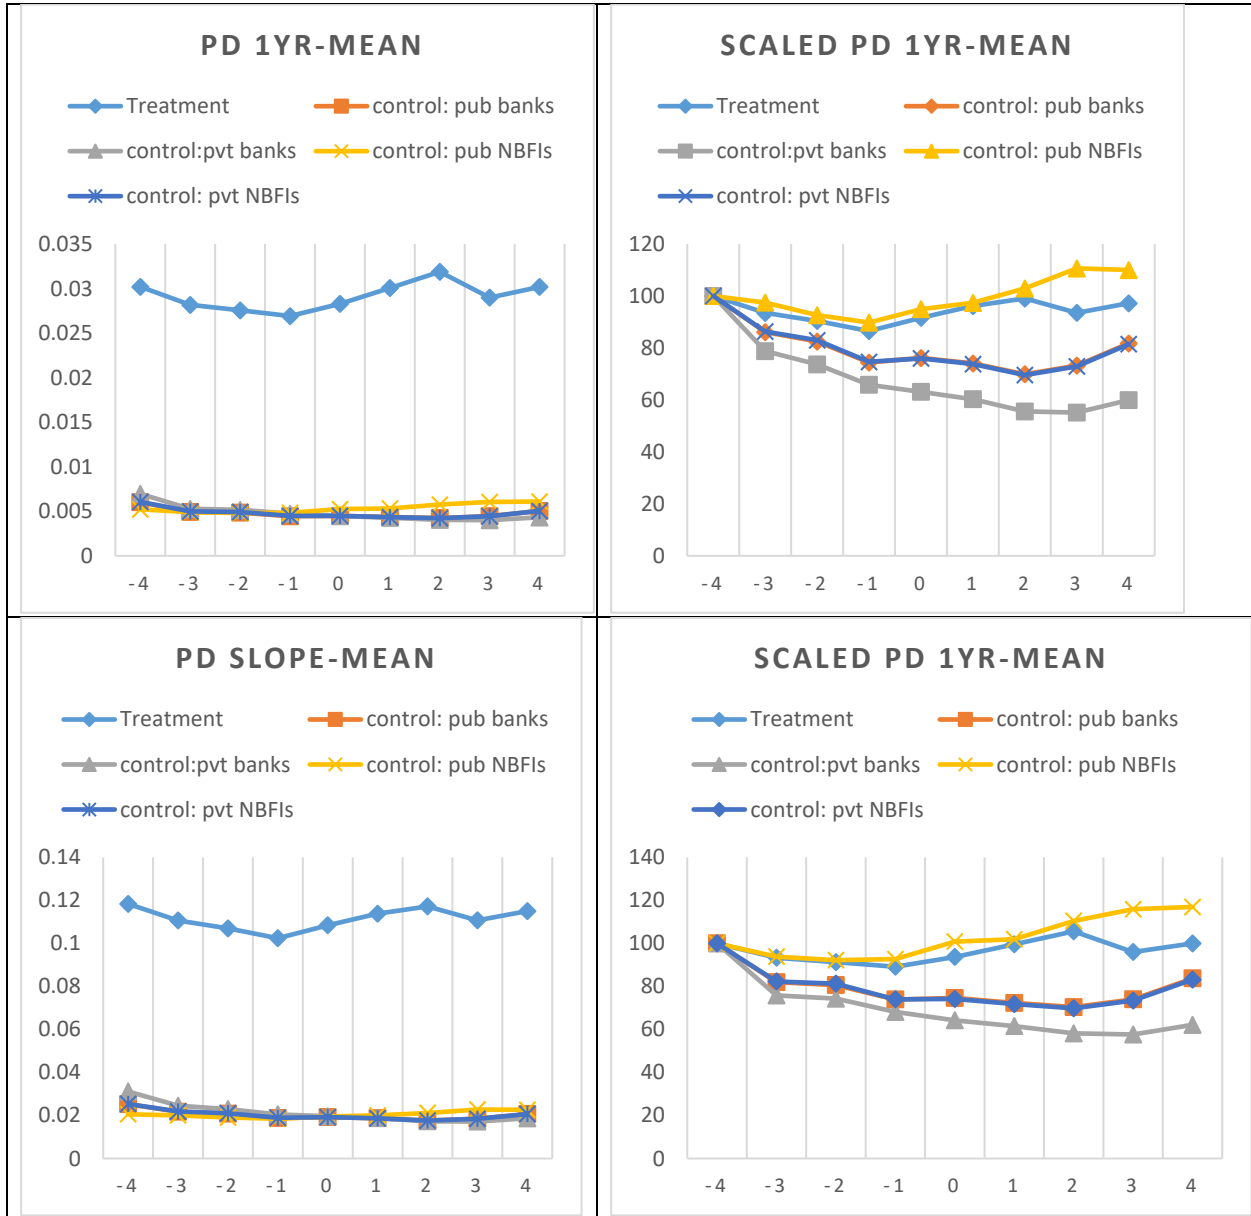 PD 1YR-MEAN
Treatment
control: pub banks
control:pvt banks
control: pub NBFIs
control: pvt NBFIs
0.035
0.03
0.025
0.02
0.015
0.01
0.005
0
-4 -3 -2 -1 0 1 2 3 4
SCALED PD 1YR-MEAN
Treatment
control: pub banks
control:pvt banks
control: pub NBFIs
control: pvt NBFIs
120
100
80
60
40
20
0
-4 -3 -2 -1 0 1 2 3 4
PD SLOPE-MEAN
Treatment
control: pub banks
control:pvt banks
control: pub NBFIs
control: pvt NBFIs
0.14
0.12
0.1
0.08
0.06
0.04
0.02
0
-4 -3 -2 -1 0 1 2 3 4
SCALED PD 1YR-MEAN
Treatment
control: pub banks
control:pvt banks
control: pub NBFIs
control: pvt NBFIs
140
120
100
80
60
40
20
0
-4 -3 -2 -1 0 1 2 3 4